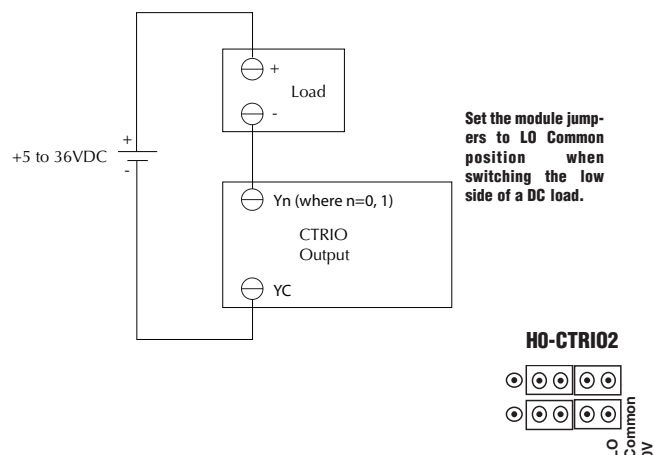 +
Load
-
+
+5 to 36VDC
-
Set the module jump-
ers to LO Common
position when
switching the low
side of a DC load.
Yn (where n=0, 1)
CTRIO
Output
YC
H0-CTRIO2
LO
Common
0V